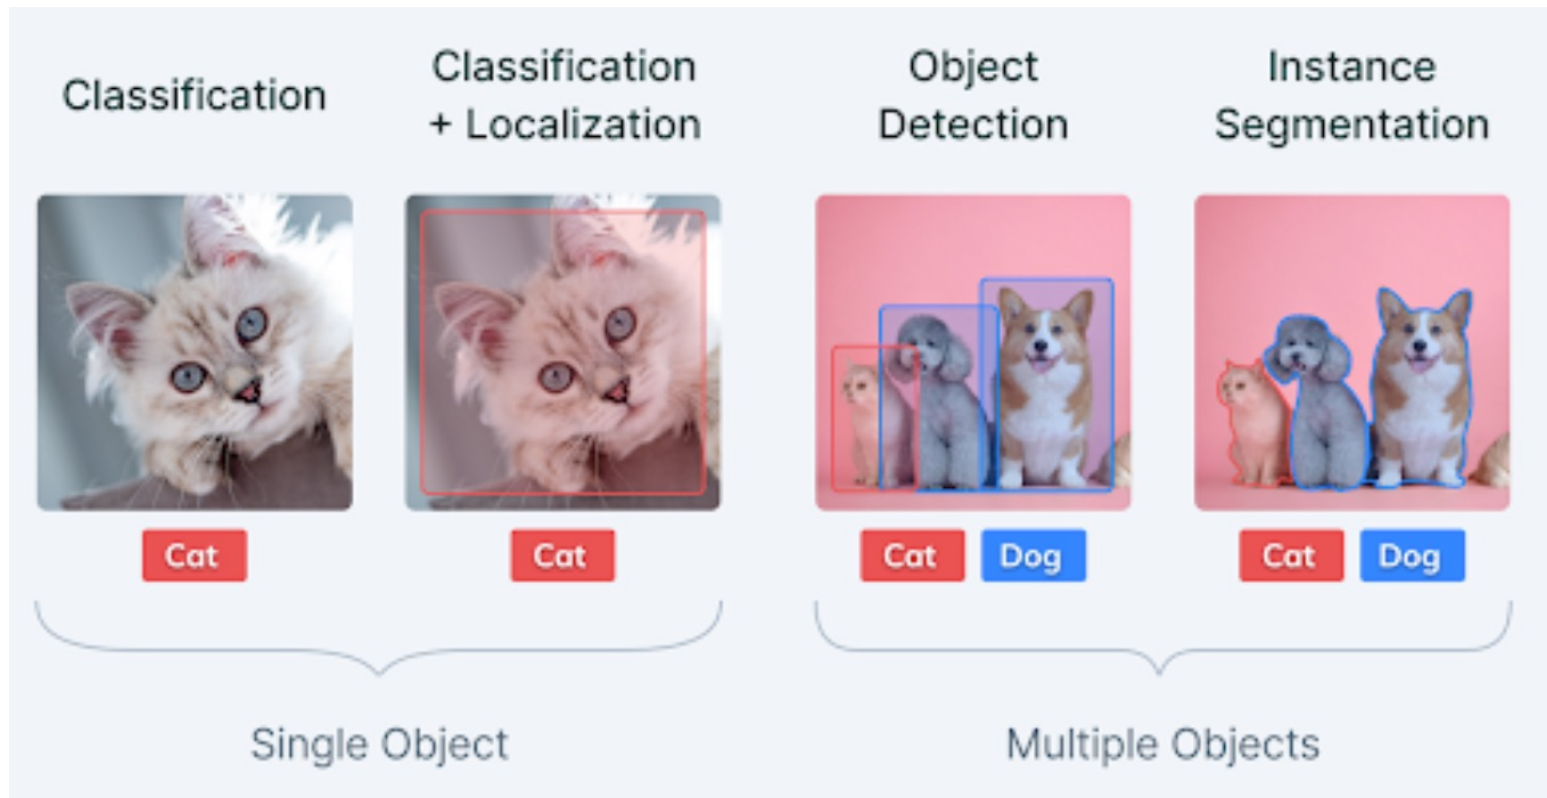 Classification
Classification
+ Localization
Object
Detection
Instance
Segmentation
Cat
Cat
Cat
Dog
Cat
Dog
Single Object
Multiple Objects